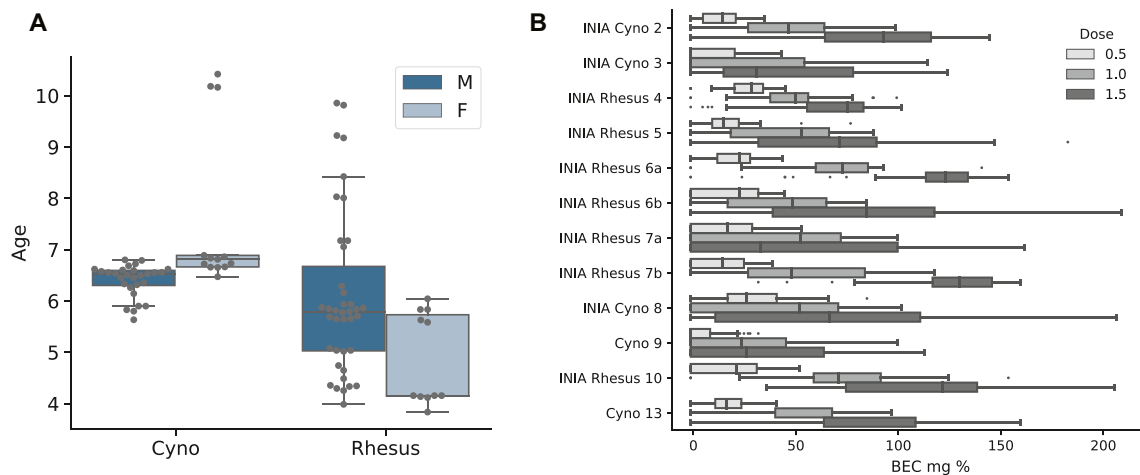 A
Age
10
9
8
7
6
5
4
Cyno
Rhesus
M
F
B
INIA Cyno 2
INIA Cyno 3
INIA Rhesus 4
INIA Rhesus 5
INIA Rhesus 6a
INIA Rhesus 6b
INIA Rhesus 7a
INIA Rhesus 7b
INIA Cyno 8
Cyno 9
INIA Rhesus 10
Cyno 13
Dose
0.5
1.0
1.5
0
50
100
150
200
BEC mg %